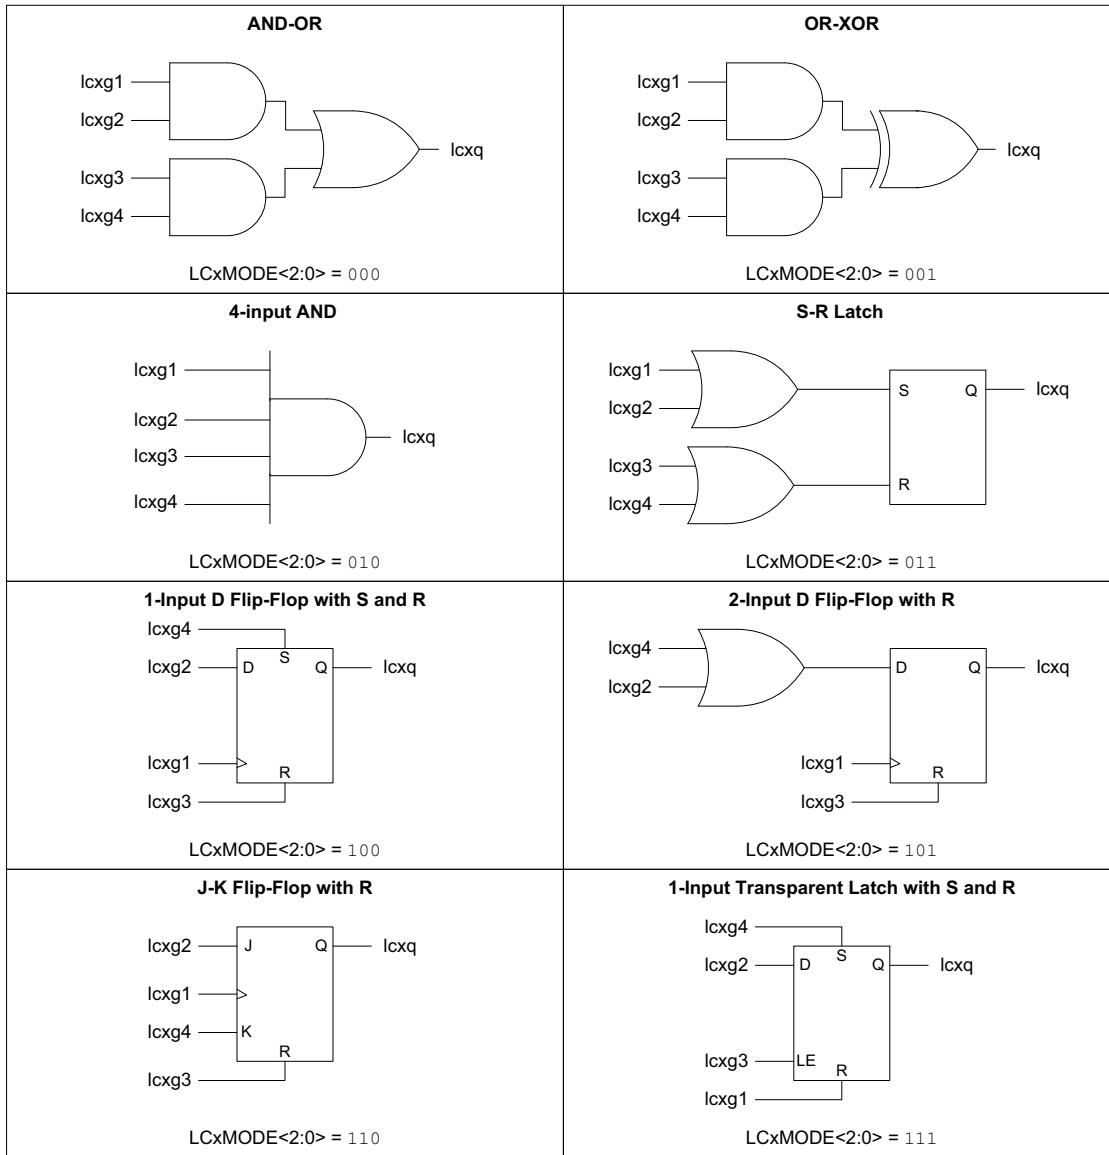 AND-OR
lcxg1
lcxg2
lcxg3
lcxg4
lcxq
LCxMODE<2:0> = 000
OR-XOR
lcxg1
lcxg2
lcxg3
lcxg4
lcxq
LCxMODE<2:0> = 001
4-input AND
lcxg1
lcxg2
lcxg3
lcxg4
lcxq
LCxMODE<2:0> = 010
S-R Latch
lcxg1
lcxg2
lcxg3
lcxg4
S Q
R
lcxq
LCxMODE<2:0> = 011
1-Input D Flip-Flop with S and R
lcxg4
S
lcxg2 D Q lcxq
lcxg1
R
lcxg3
LCxMODE<2:0> = 100
2-Input D Flip-Flop with R
lcxg4
lcxg2
D Q lcxq
lcxg1
R
lcxg3
LCxMODE<2:0> = 101
J-K Flip-Flop with R
lcxg2 J Q lcxq
lcxg1
lcxg4 K
R
lcxg3
LCxMODE<2:0> = 110
1-Input Transparent Latch with S and R
lcxg4
S
lcxg2 D Q lcxq
lcxg3 LE
R
lcxg1
LCxMODE<2:0> = 111